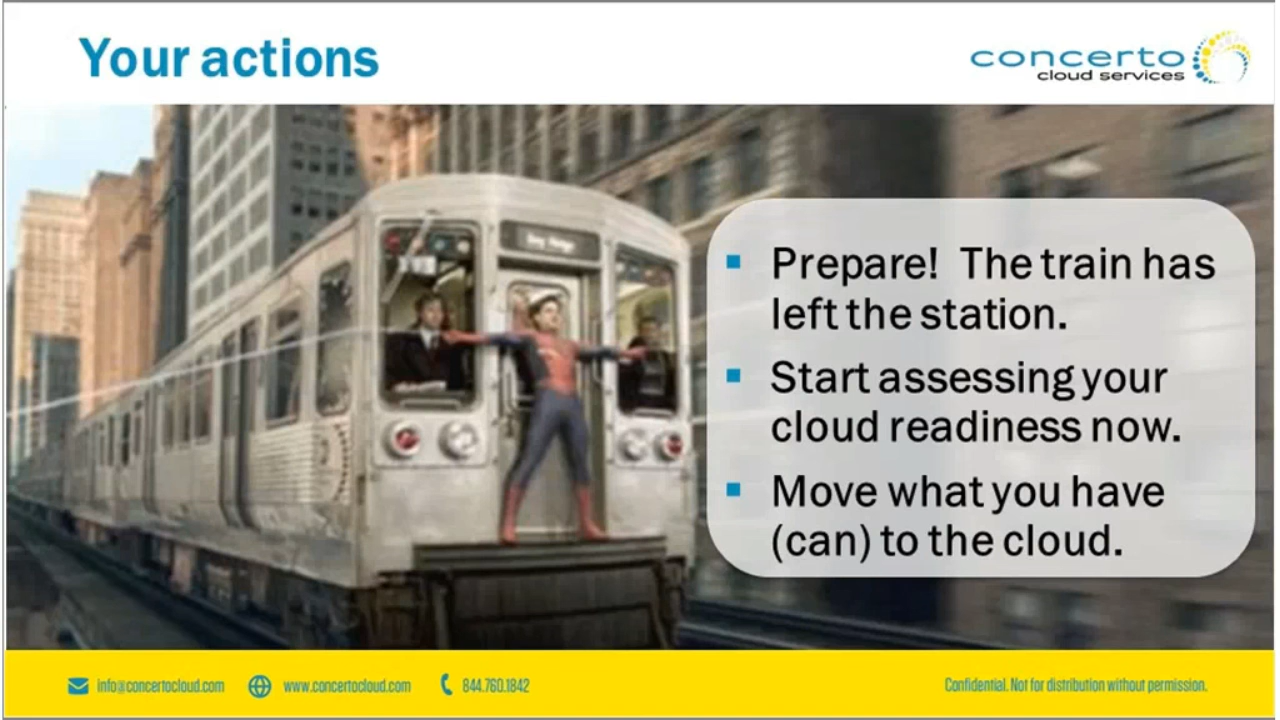 Your actions
concerto
cloud services
Prepare!  The train has
left the station.
Start assessing your
cloud readiness now.
Move what you have
(can) to the cloud.
info@concertocloud.com
www.concertocloud.com
844.760.1842
Confidential. Not for distribution without permission.